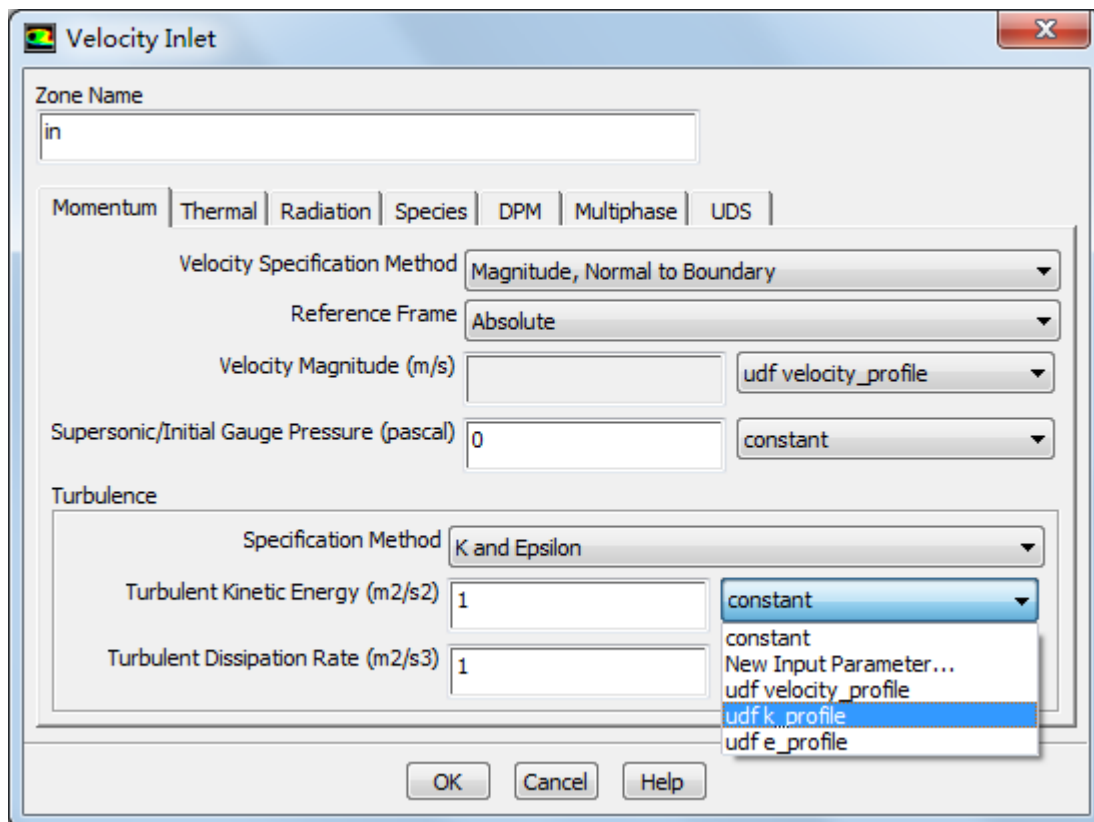 Velocity Inlet
Zone Name
in
Momentum Thermal Radiation Species DPM Multiphase UDS
Velocity Specification Method Magnitude, Normal to Boundary
Reference Frame Absolute
Velocity Magnitude (m/s) udf velocity_profile
Supersonic/Initial Gauge Pressure (pascal) 0 constant
Turbulence
Specification Method K and Epsilon
Turbulent Kinetic Energy (m2/s2) 1 constant
constant
New Input Parameter...
Turbulent Dissipation Rate (m2/s3) 1
udf velocity_profile
udf k_profile
udf e_profile
OK Cancel Help